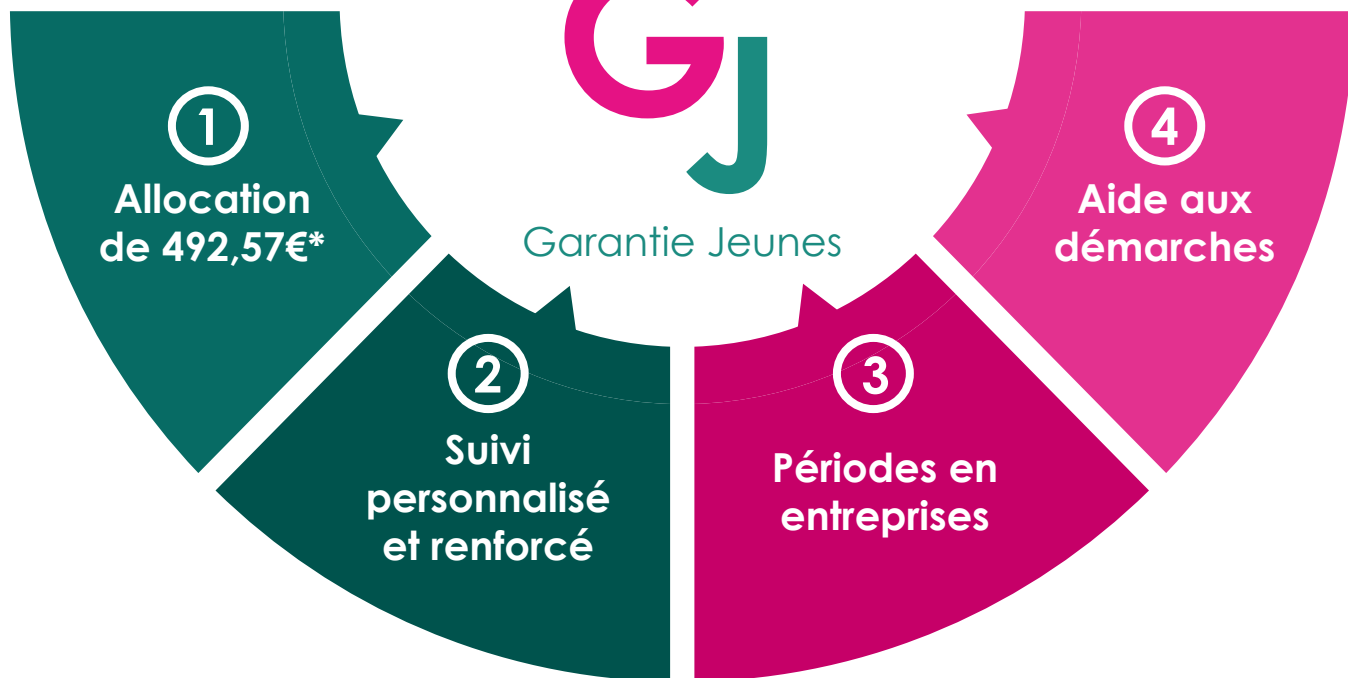 GJ
Garantie Jeunes
1
Allocation
de 492,57€*
2
Suivi
personnalisé
et renforcé
3
Périodes en
entreprises
4
Aide aux
démarches